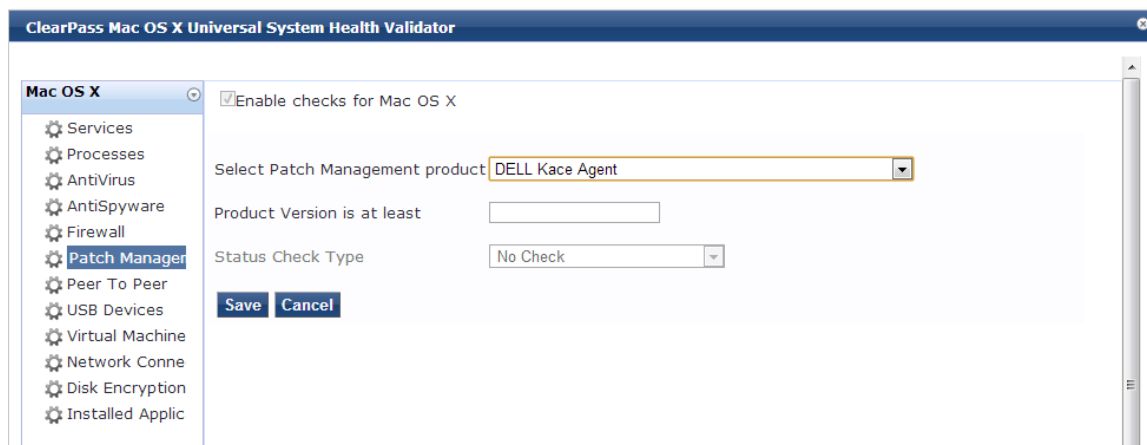 ClearPass Mac OS X Universal System Health Validator
Mac OS X
Enable checks for Mac OS X
Services
Processes
AntiVirus
AntiSpyware
Firewall
Patch Manager
Peer To Peer
USB Devices
Virtual Machine
Network Conne
Disk Encryption
Installed Applic
Select Patch Management product DELL Kace Agent
Product Version is at least
Status Check Type No Check
Save Cancel